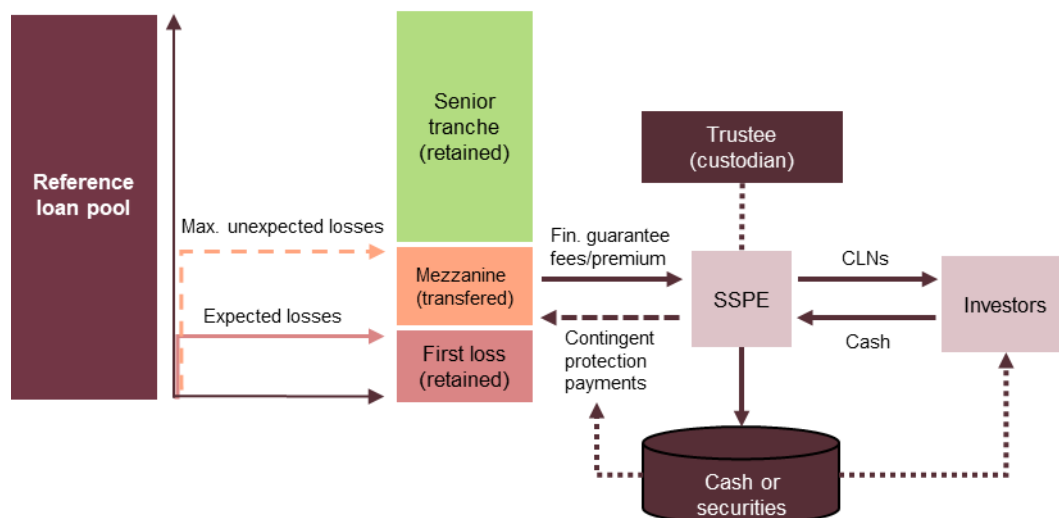 Reference
loan pool
Max. unexpected losses
Expected losses
Senior
tranche
(retained)
Mezzanine
(transfered)
First loss
(retained)
Fin. guarantee
fees/premium
Contingent
protection
payments
Trustee
(custodian)
SSPE
CLNs
Cash
Investors
Cash or
securities